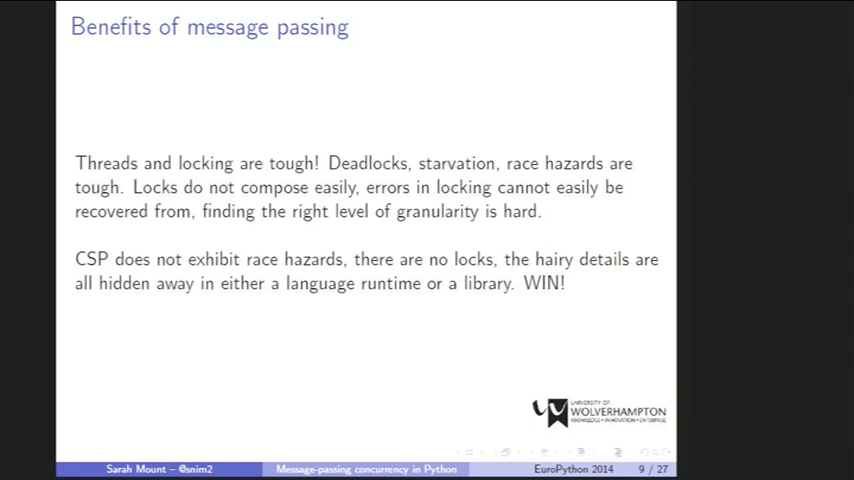 Benefits of message passing
Threads and locking are tough! Deadlocks, starvation, race hazards are
tough. Locks do not compose easily, errors in locking cannot easily be
recovered from, finding the right level of granularity is hard.
CSP does not exhibit race hazards, there are no locks, the hairy details are
all hidden away in either a language runtime or a library. WIN!
UNIVERSITY OF
WOLVERHAMPTON
KNOWLEDGE • INNOVATION • ENTERPRISE
Sarah Mount – @snim2 Message-passing concurrency in Python EuroPython 2014 9 / 27